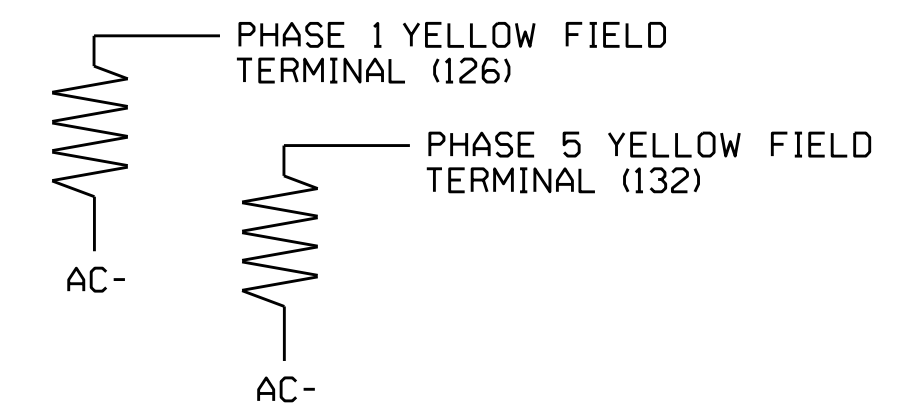 PHASE 1 YELLOW FIELD
TERMINAL (126)
PHASE 5 YELLOW FIELD
TERMINAL (132)
AC-
AC-